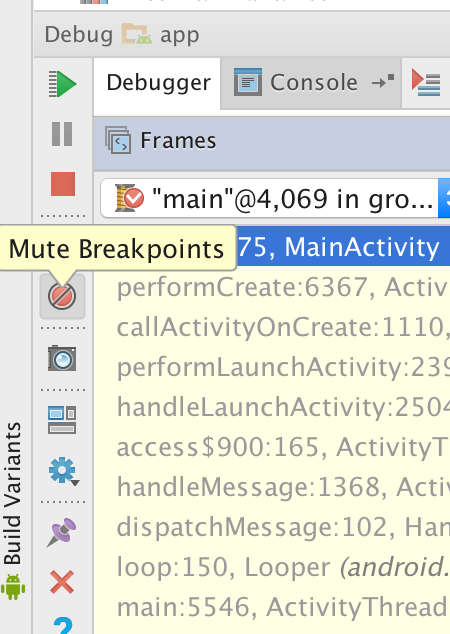 Debug app
Debugger Console
Frames
"main"@4,069 in gro...
Mute Breakpoints
75, MainActivity
performCreate:6367, Activ
callActivityOnCreate:1110,
performLaunchActivity:239
handleLaunchActivity:2504
access$900:165, ActivityT
handleMessage:1368, Activ
dispatchMessage:102, Han
loop:150, Looper (android.
main:5546, ActivityThread
Build Variants